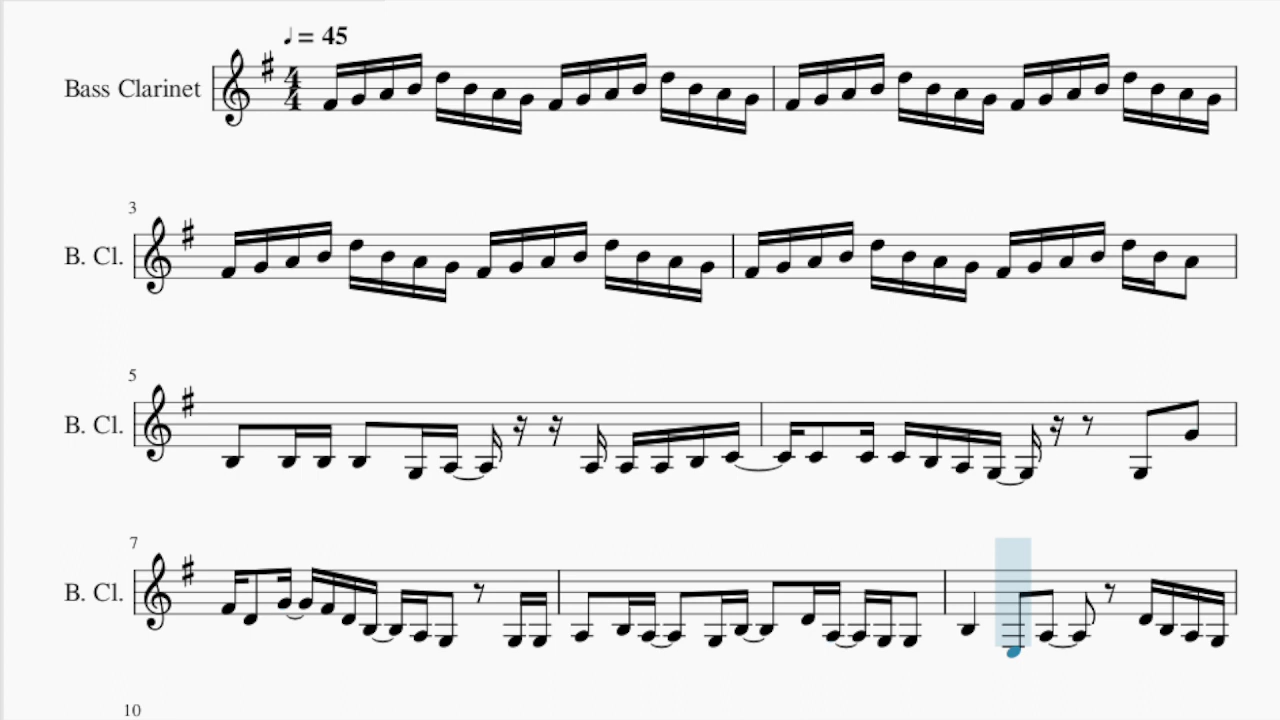 ♩ = 45
Bass Clarinet
4
4
3
B. Cl.
5
B. Cl.
7
B. Cl.
10